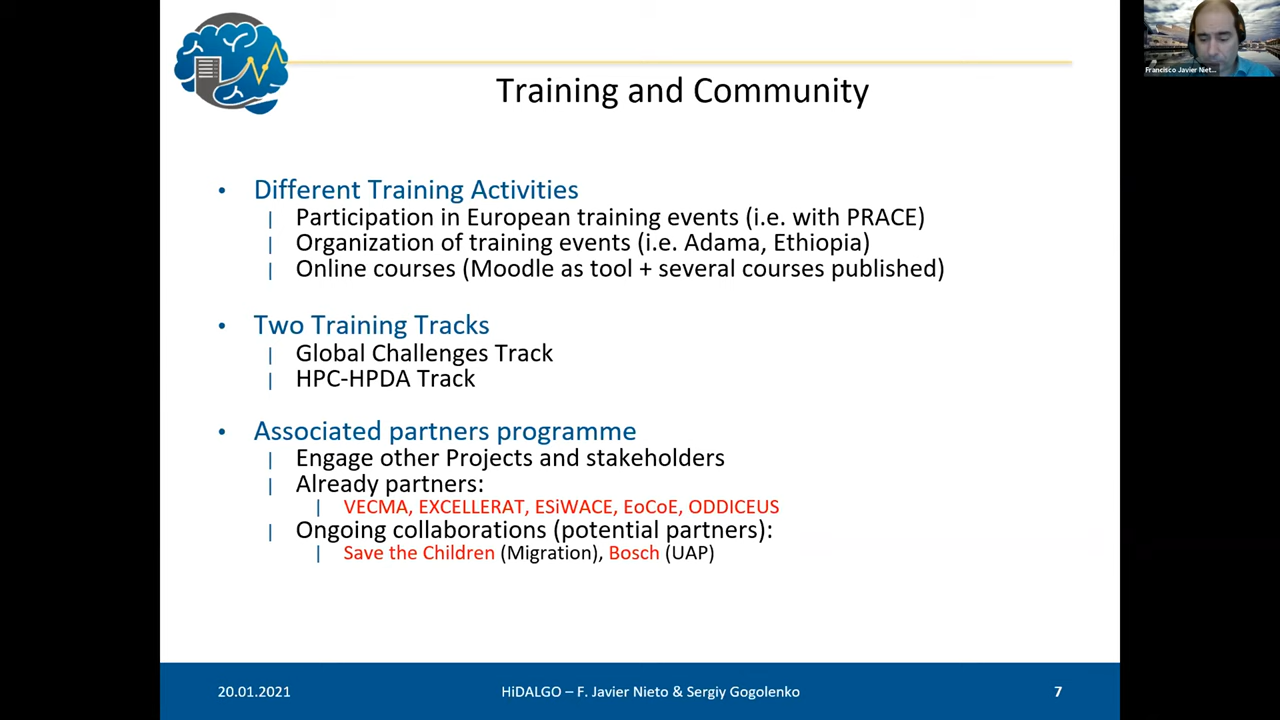 Francisco Javier Niet...
Training and Community
• Different Training Activities
| Participation in European training events (i.e. with PRACE)
| Organization of training events (i.e. Adama, Ethiopia)
| Online courses (Moodle as tool + several courses published)
• Two Training Tracks
| Global Challenges Track
| HPC-HPDA Track
• Associated partners programme
| Engage other Projects and stakeholders
| Already partners:
| VECMA, EXCELLERAT, ESiWACE, EoCoE, ODDICEUS
| Ongoing collaborations (potential partners):
| Save the Children (Migration), Bosch (UAP)
20.01.2021
HiDALGO – F. Javier Nieto & Sergiy Gogolenko
7